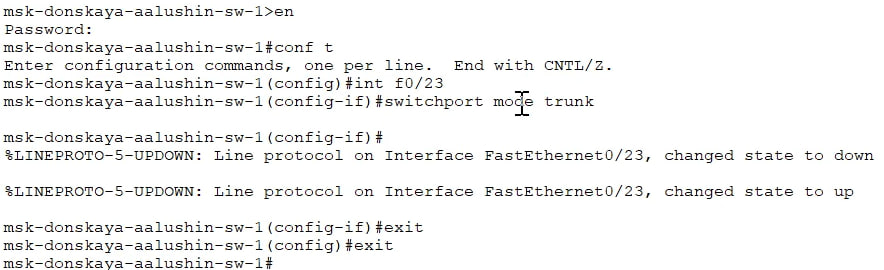 msk-donskaya-aalushin-sw-1>en
Password:
msk-donskaya-aalushin-sw-1#conf t
Enter configuration commands, one per line.  End with CNTL/Z.
msk-donskaya-aalushin-sw-1(config)#int f0/23
msk-donskaya-aalushin-sw-1(config-if)#switchport mode trunk
msk-donskaya-aalushin-sw-1(config-if)#
%LINEPROTO-5-UPDOWN: Line protocol on Interface FastEthernet0/23, changed state to down
%LINEPROTO-5-UPDOWN: Line protocol on Interface FastEthernet0/23, changed state to up
msk-donskaya-aalushin-sw-1(config-if)#exit
msk-donskaya-aalushin-sw-1(config)#exit
msk-donskaya-aalushin-sw-1#